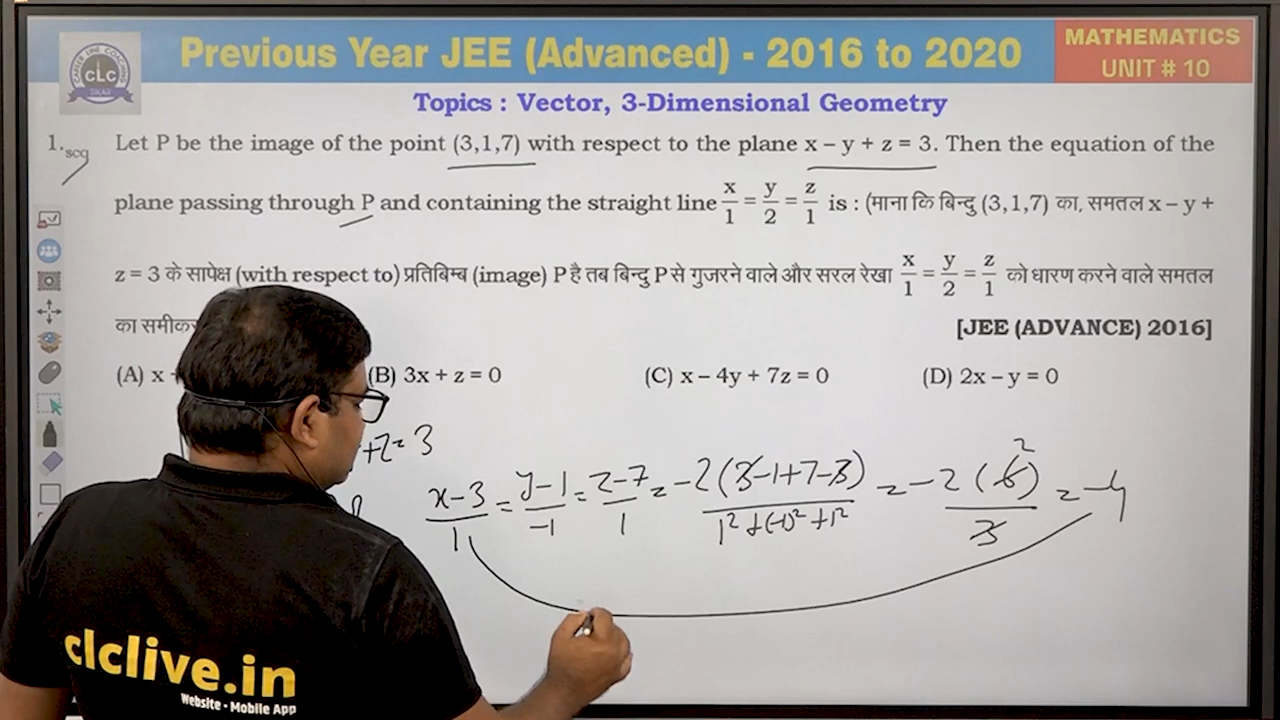 Previous Year JEE (Advanced) - 2016 to 2020
MATHEMATICS
UNIT # 10
CLC
Topics : Vector, 3-Dimensional Geometry
1. scq Let P be the image of the point (3,1,7) with respect to the plane x – y + z = 3. Then the equation of the
plane passing through P and containing the straight line x/1 = y/2 = z/1 is : (माना कि बिन्दु (3,1,7) का, समतल x – y +
z = 3 के सापेक्ष (with respect to) प्रतिबिम्ब (image) P है तब बिन्दु P से गुजरने वाले और सरल रेखा x/1 = y/2 = z/1 को धारण करने वाले समतल
का समीकर
[JEE (ADVANCE) 2016]
(A) x (B) 3x + z = 0 (C) x – 4y + 7z = 0 (D) 2x – y = 0
+z= 3
x-3/1 = y-1/-1 = z-7/1 = -2(3-1+7-3)/1²+(-1)²+1² = -2(6)/3 = -4
2
clclive.in
Website - Mobile App